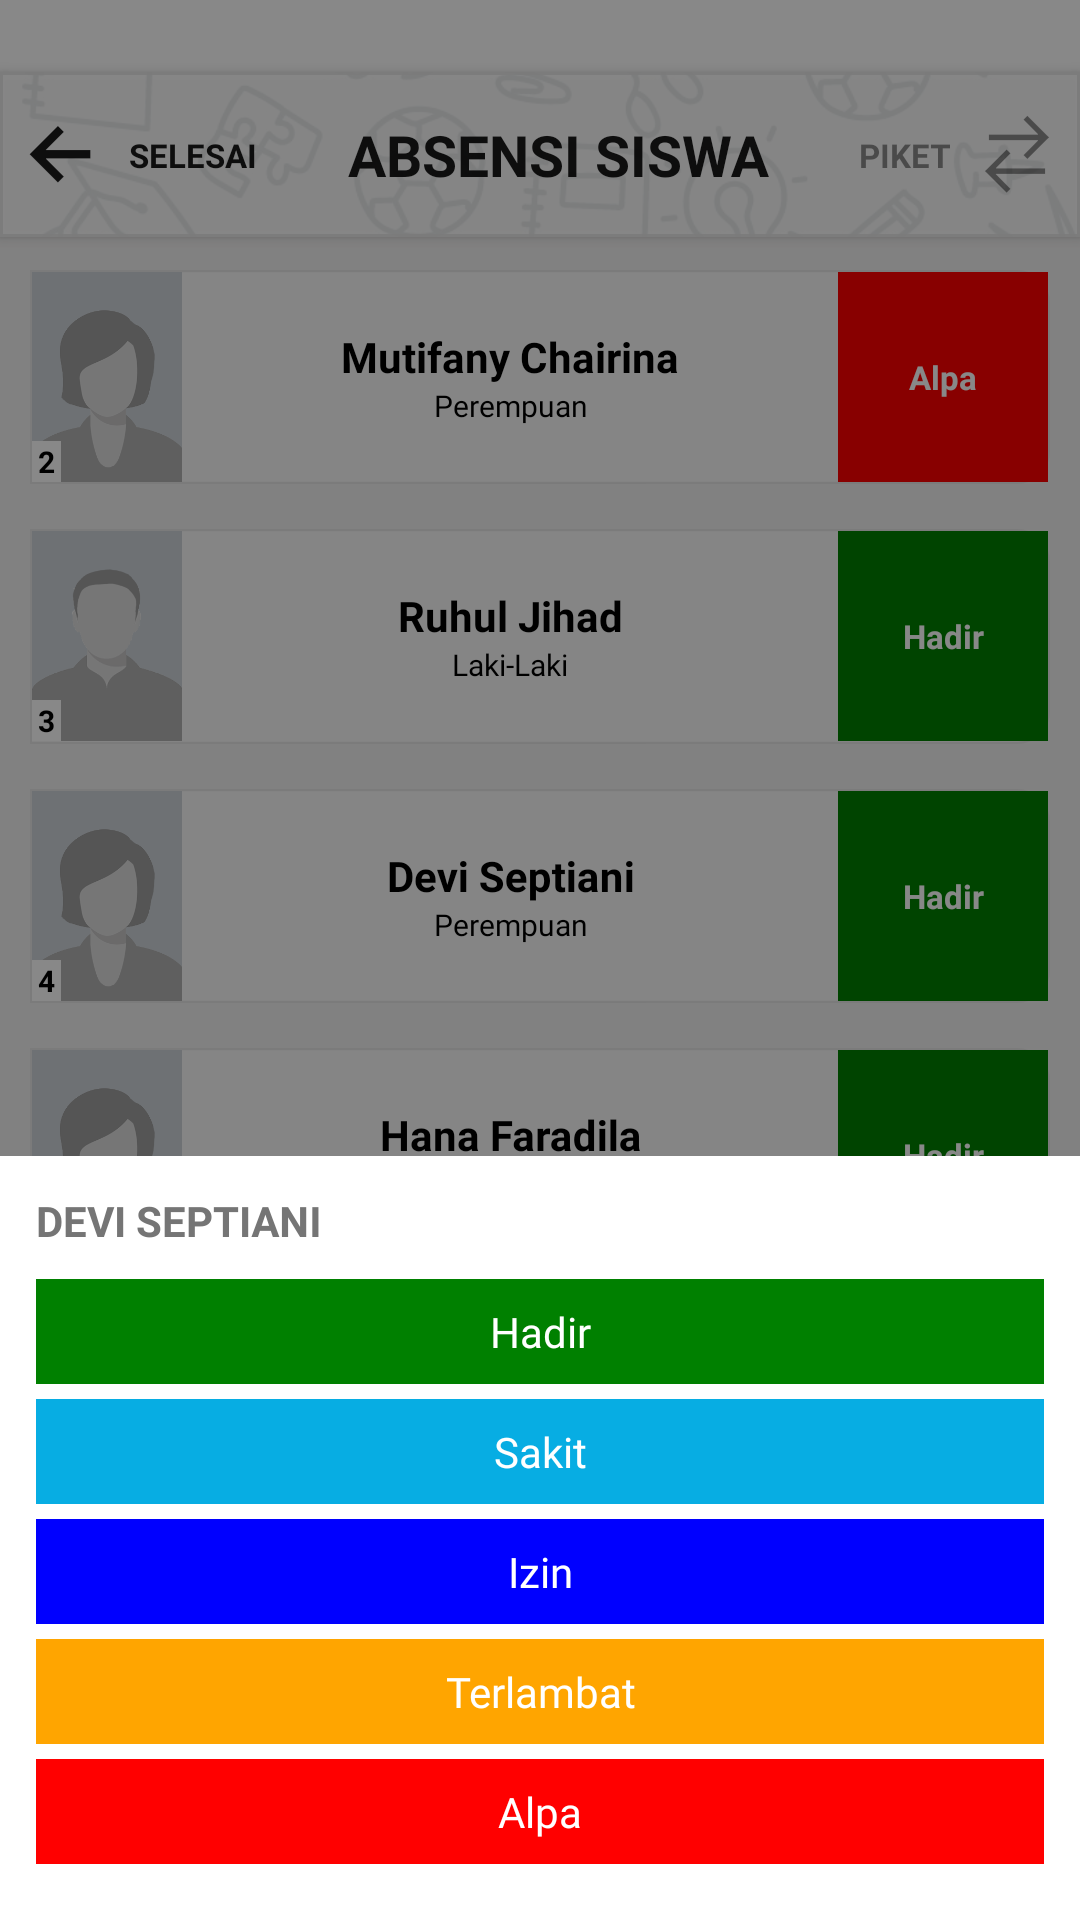 SELESAI
ABSENSI SISWA
PIKET
Mutifany Chairina
Perempuan
Alpa
2
Ruhul Jihad
Laki-Laki
Hadir
3
Devi Septiani
Perempuan
Hadir
4
Hana Faradila
Hadir
DEVI SEPTIANI
Hadir
Sakit
Izin
Terlambat
Alpa